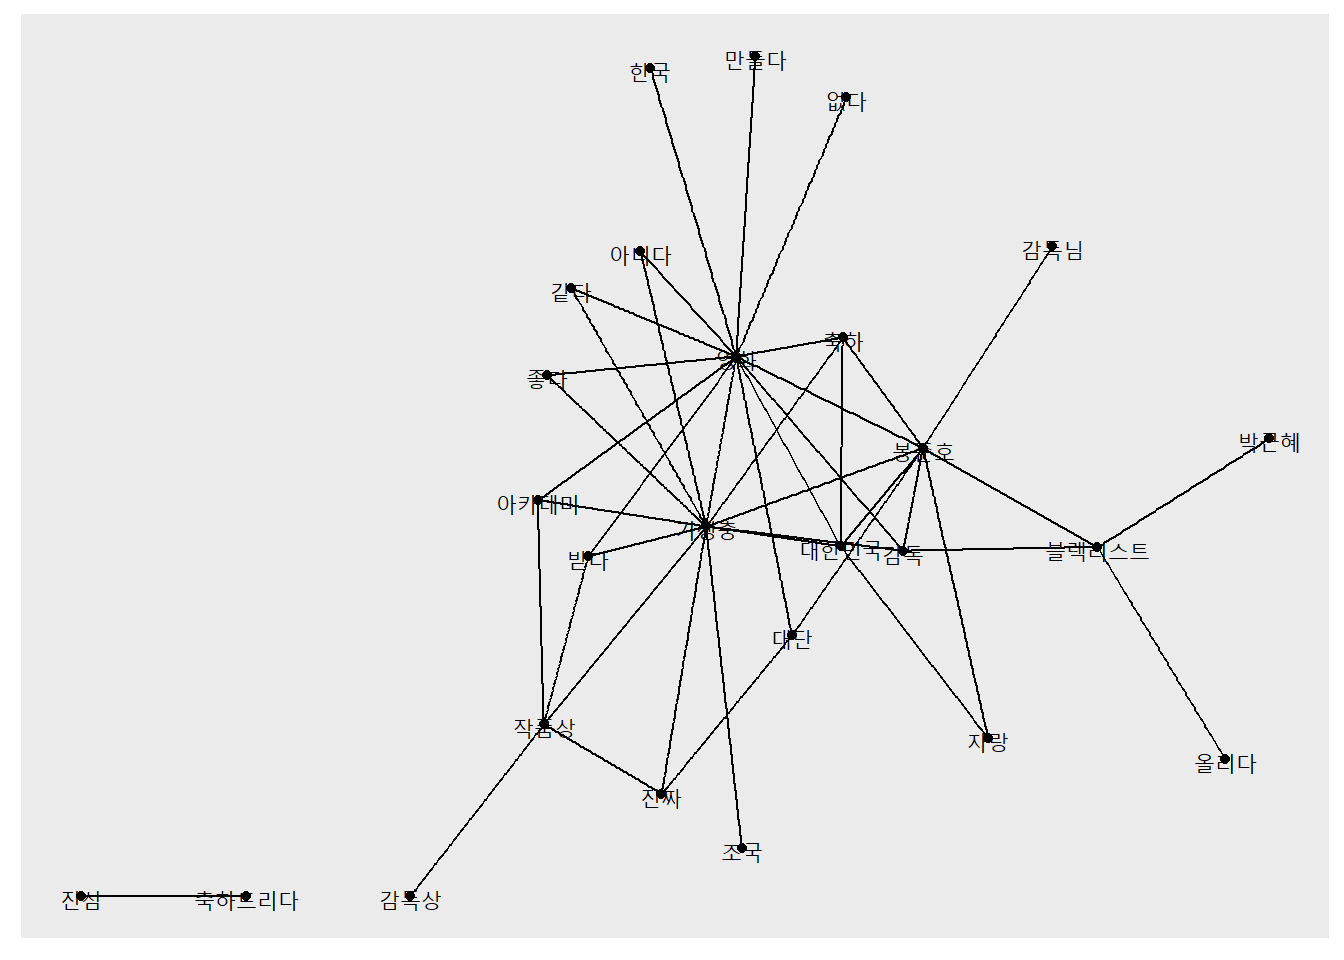 한국
만들다
없다
감독님
아니다
같다
축하
영화
좋다
박근혜
봉준호
아카데미
기생충
대한민국
감독
블랙리스트
받다
대단
작품상
자랑
올리다
진짜
조국
진심
축하드리다
감독상